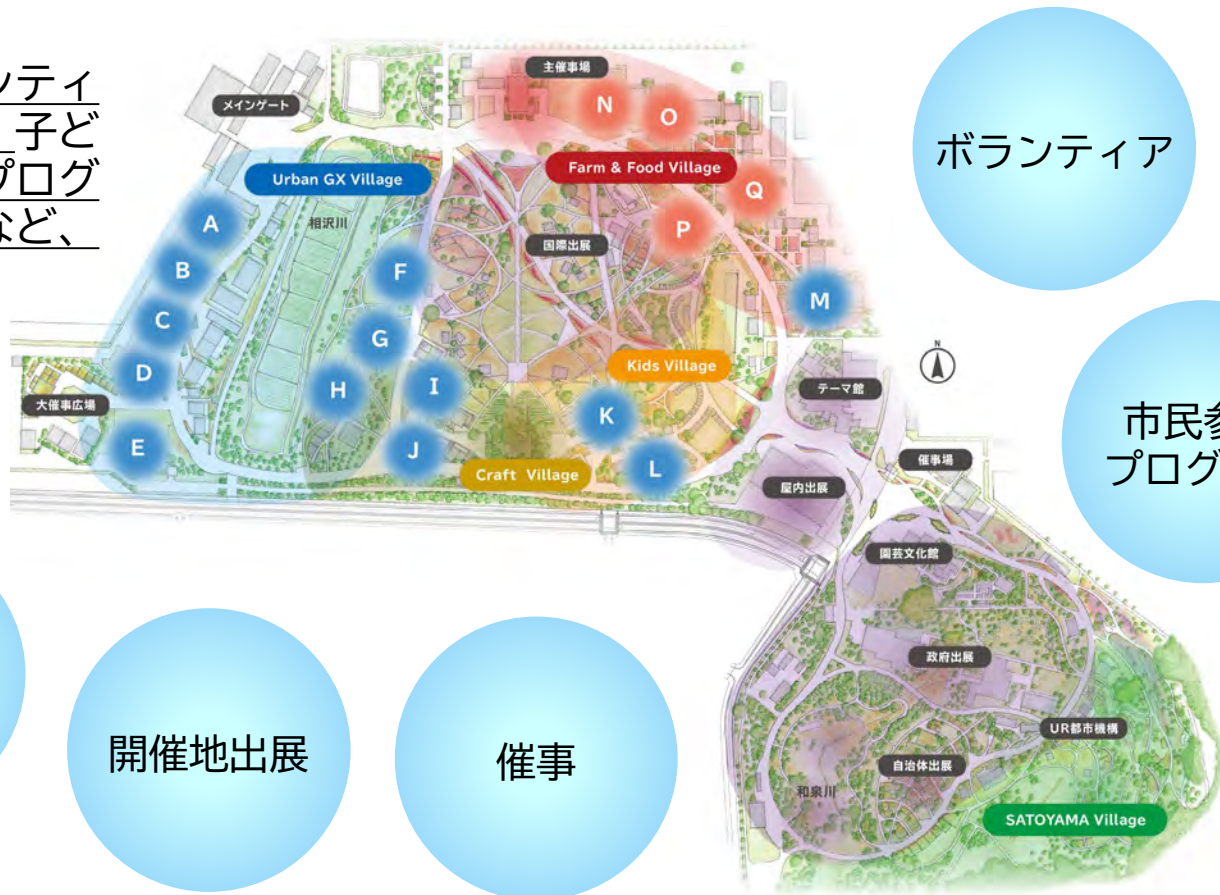 ンティ
子ど
プログ
など、
メインゲート
主催事場
N
O
Farm & Food Village
Q
P
Urban GX Village
相沢川
国際出展
A
B
C
D
E
F
G
H
I
J
K
L
M
Kids Village
Craft Village
大催事広場
N
テーマ館
催事場
屋内出展
園芸文化館
政府出展
UR都市機構
自治体出展
和泉川
SATOYAMA Village
ボランティア
市民参
プログ
開催地出展
催事